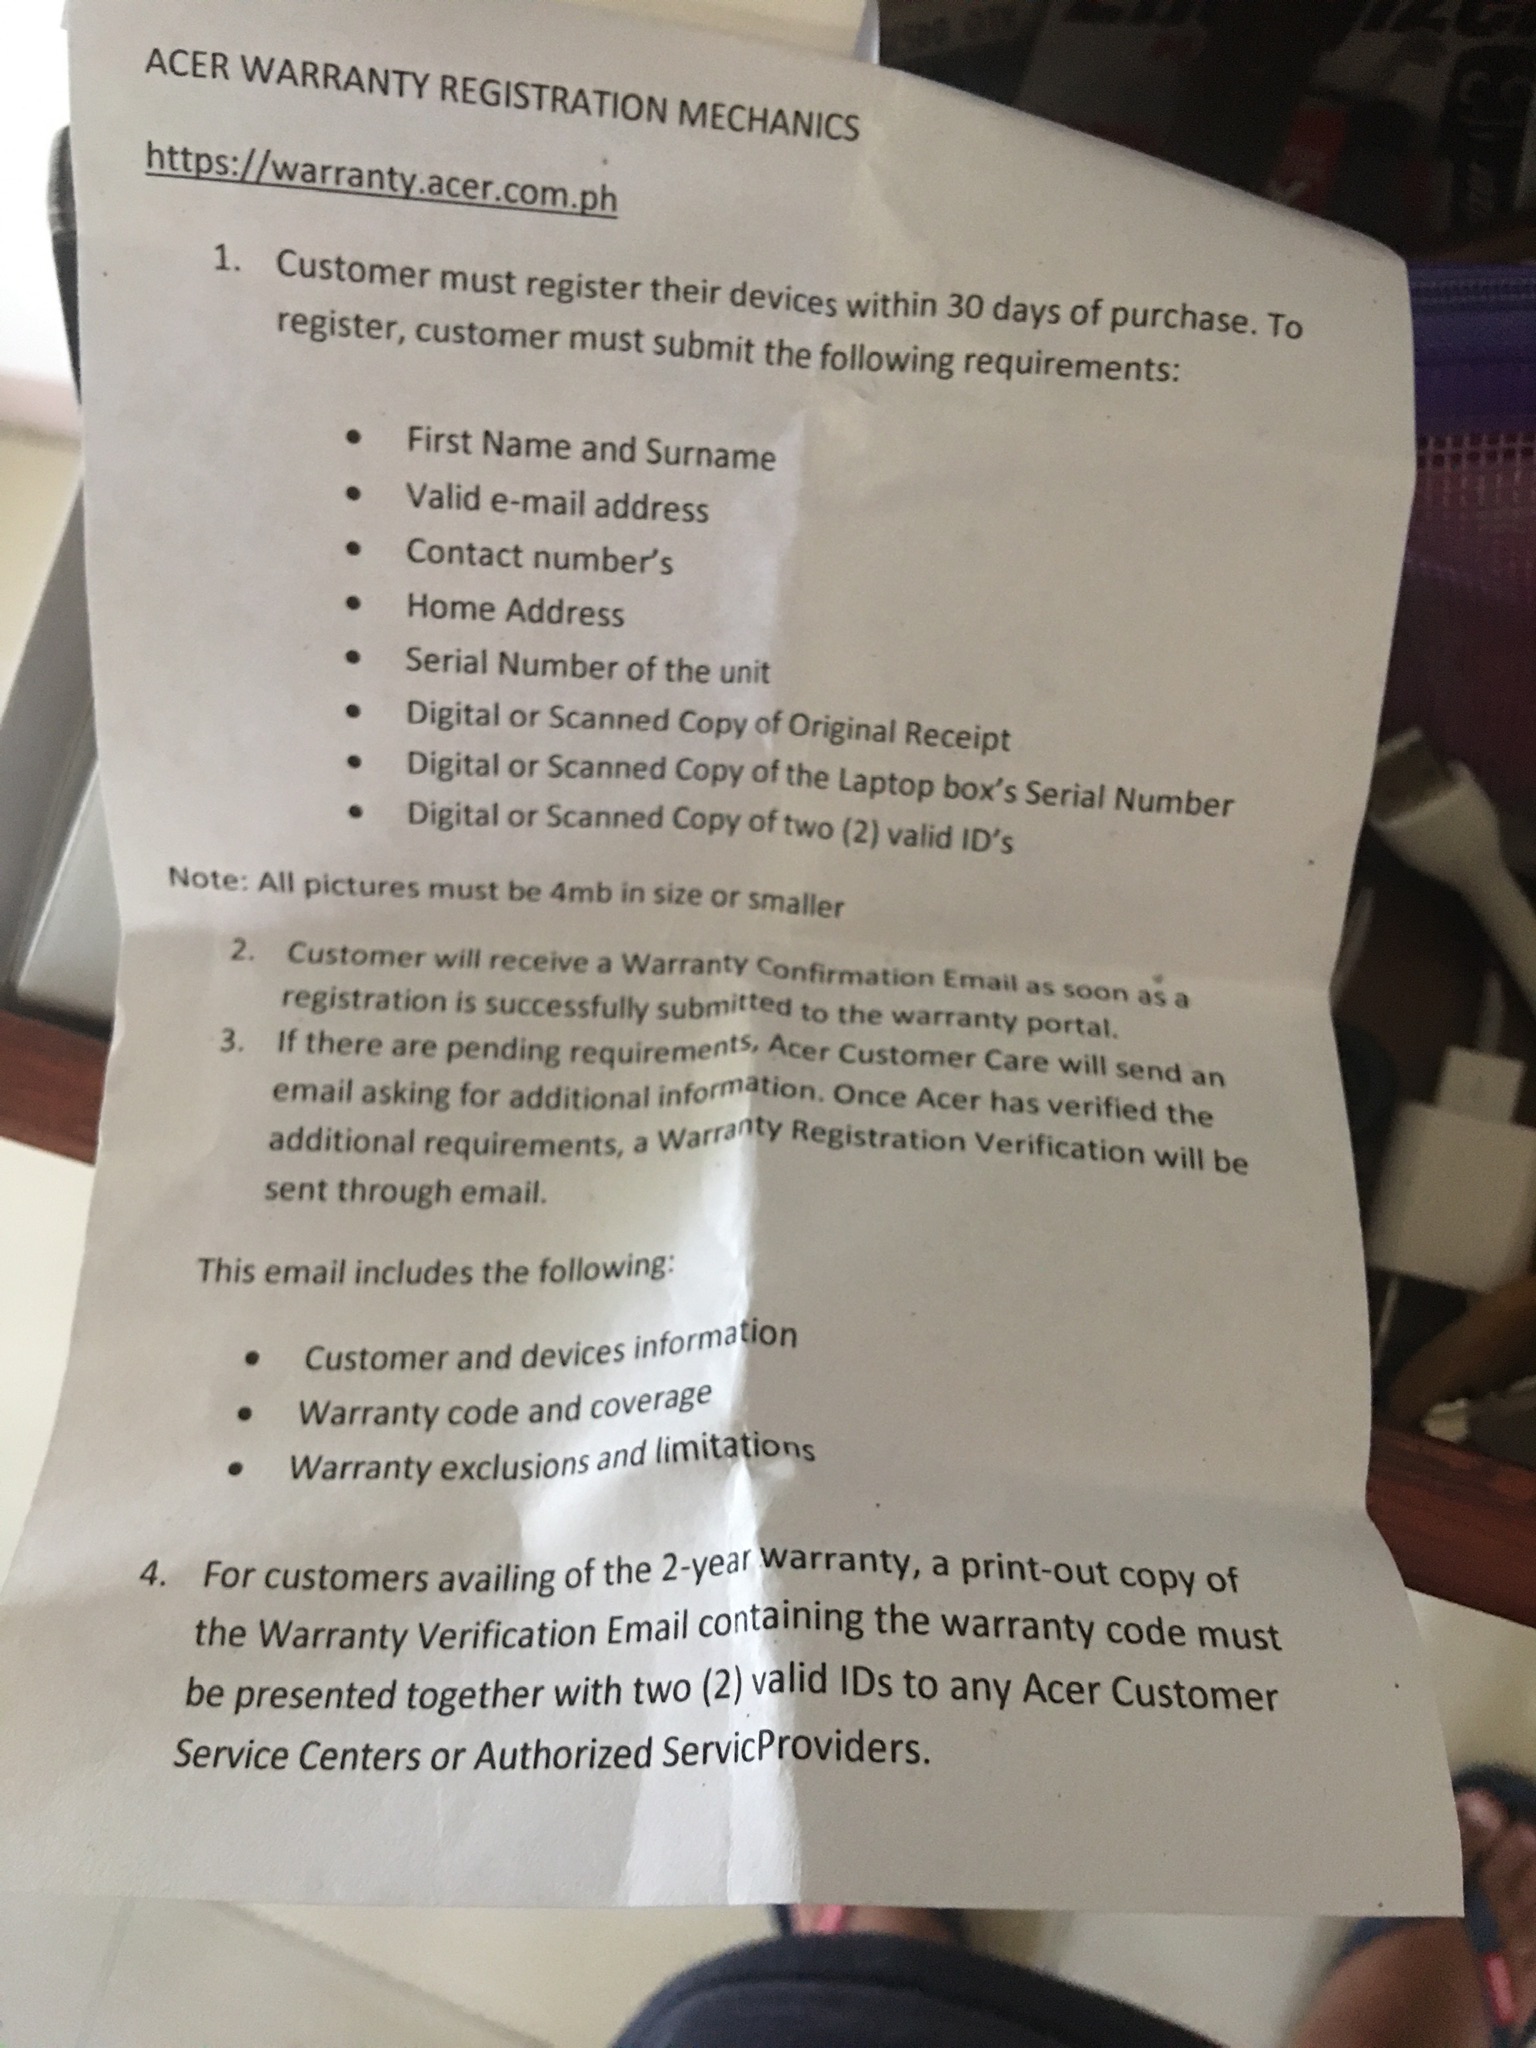 ACER WARRANTY REGISTRATION MECHANICS
https://warranty.acer.com.ph
1. Customer must register their devices within 30 days of purchase. To
register, customer must submit the following requirements:
• First Name and Surname
• Valid e-mail address
• Contact number's
• Home Address
• Serial Number of the unit
• Digital or Scanned Copy of Original Receipt
• Digital or Scanned Copy of the Laptop box's Serial Number
• Digital or Scanned Copy of two (2) valid ID's
Note: All pictures must be 4mb in size or smaller
2. Customer will receive a Warranty Confirmation Email as soon as a
registration is successfully submitted to the warranty portal.
3. If there are pending requirements, Acer Customer Care will send an
email asking for additional information. Once Acer has verified the
additional requirements, a Warranty Registration Verification will be
sent through email.
This email includes the following:
• Customer and devices information
• Warranty code and coverage
• Warranty exclusions and limitations
4. For customers availing of the 2-year warranty, a print-out copy of
the Warranty Verification Email containing the warranty code must
be presented together with two (2) valid IDs to any Acer Customer
Service Centers or Authorized ServicProviders.